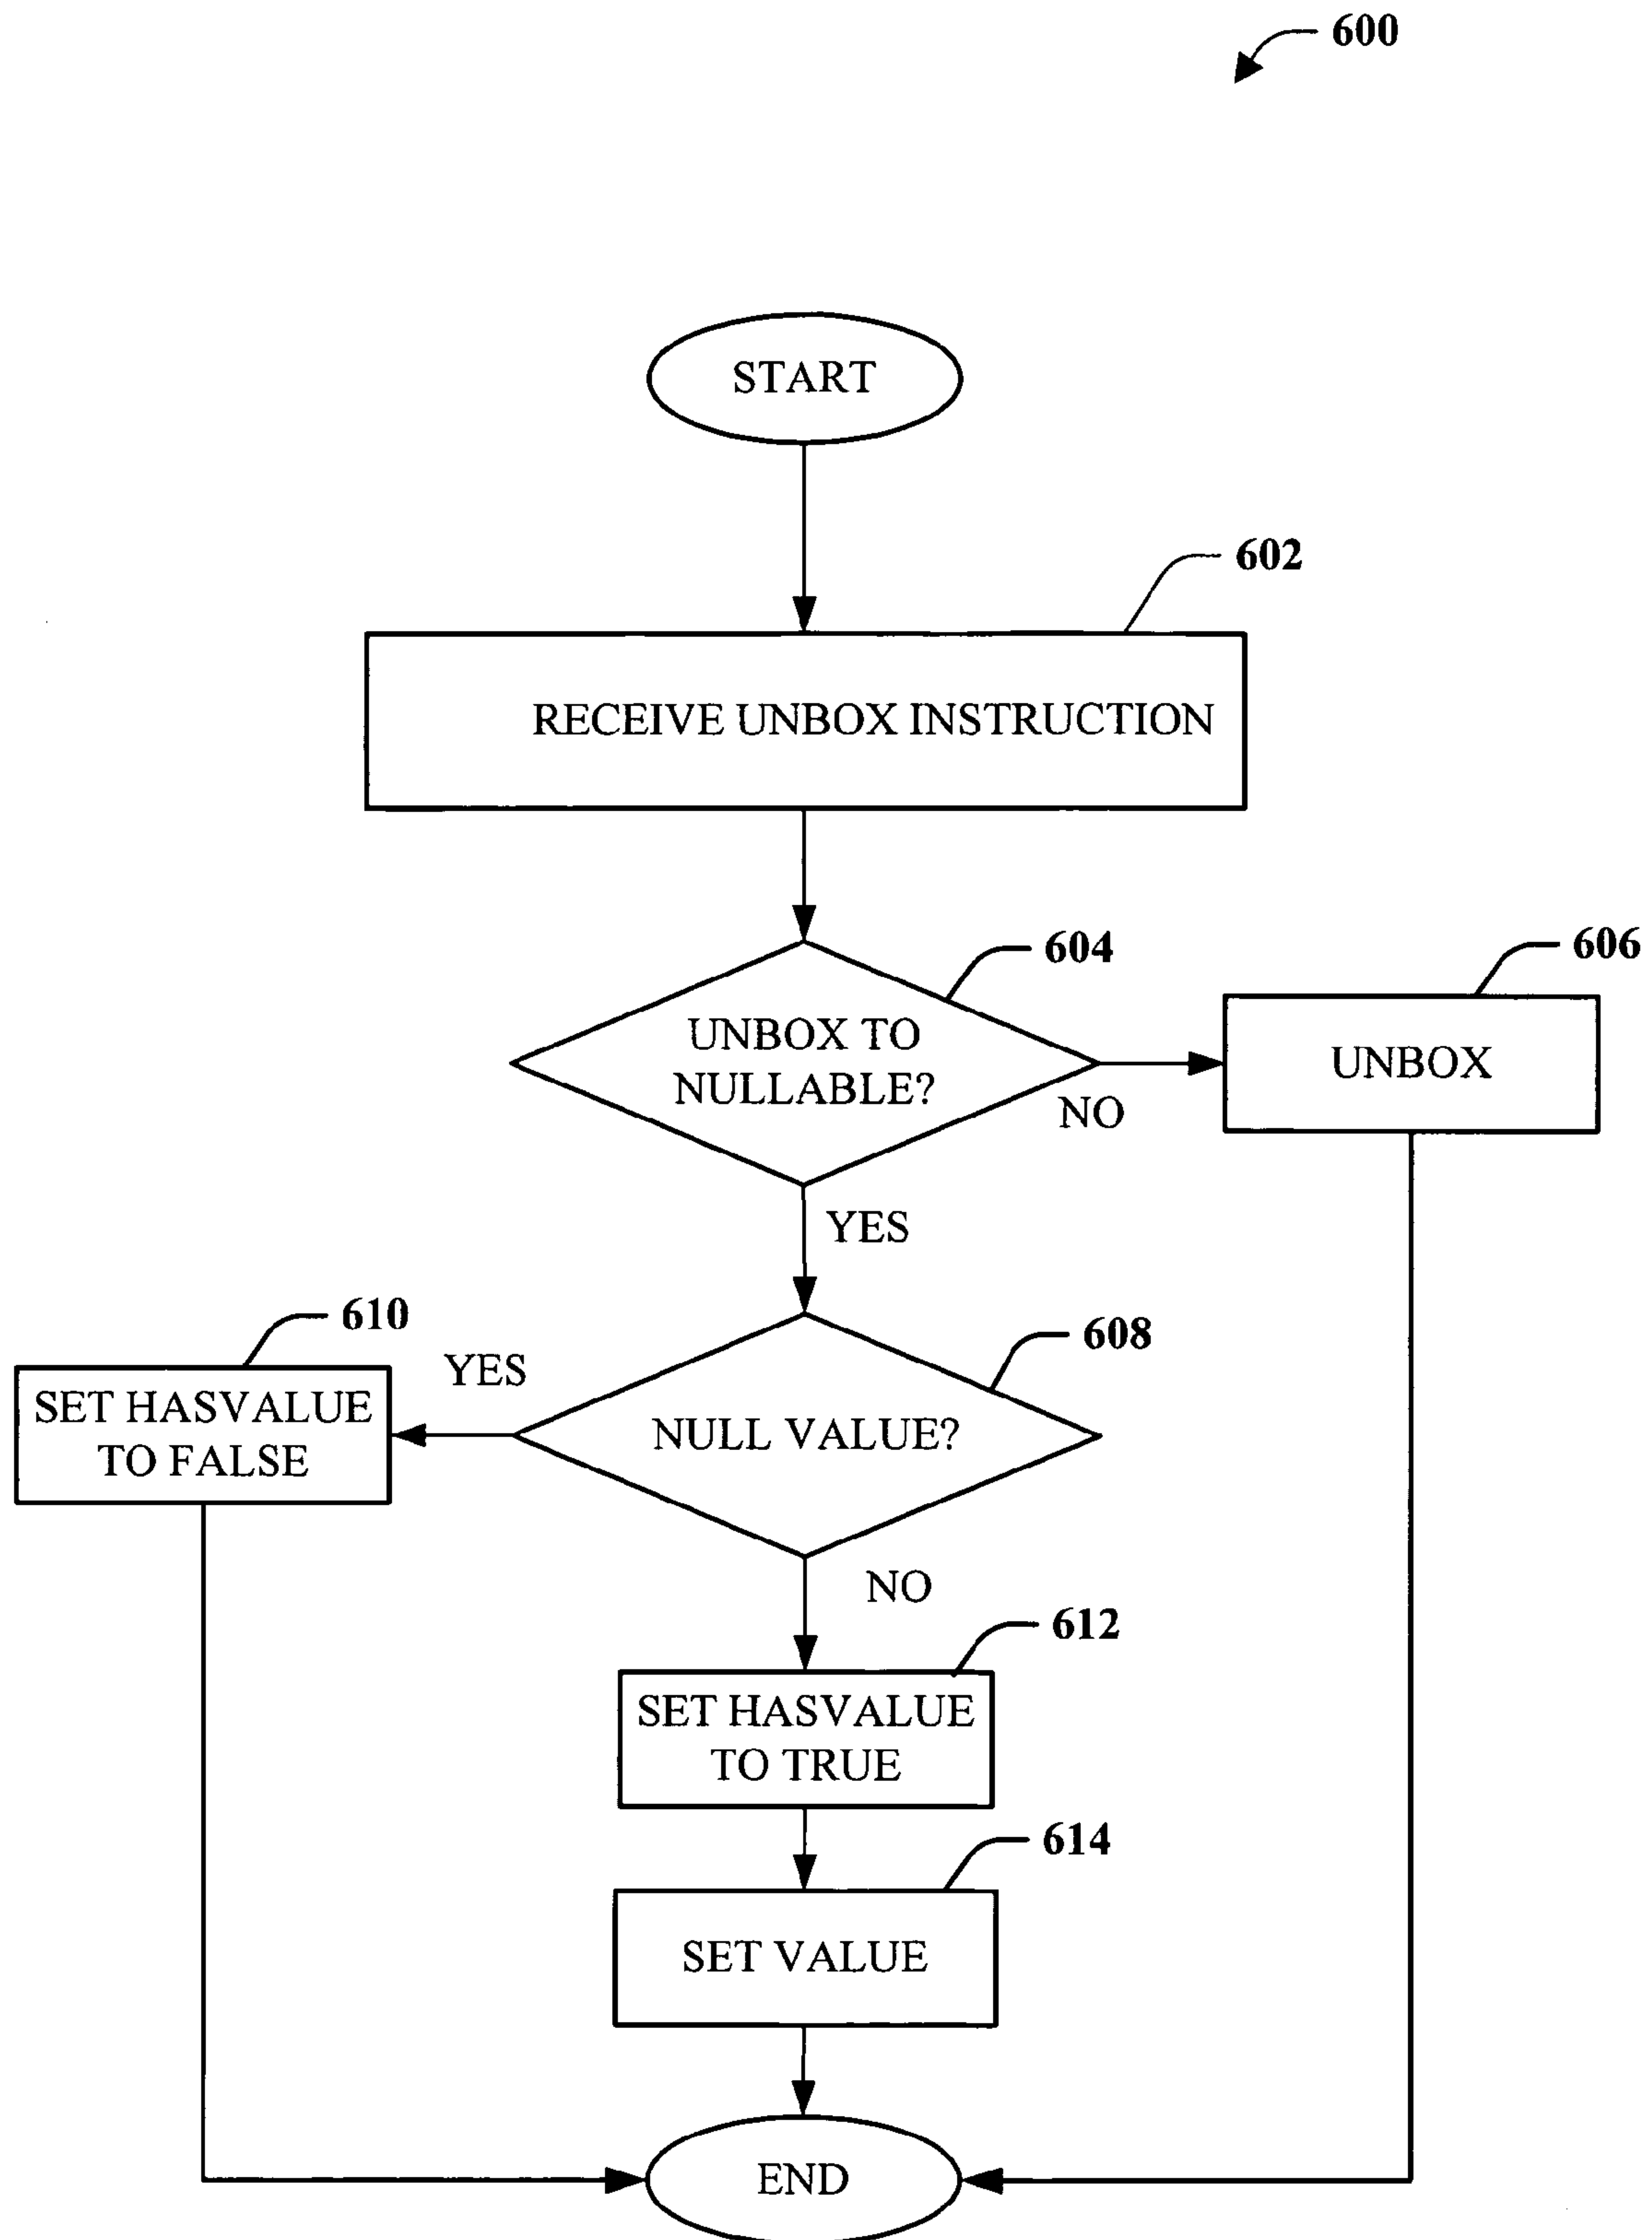 600
START
602
RECEIVE UNBOX INSTRUCTION
604
606
UNBOX TO
NULLABLE?
UNBOX
NO
YES
610
608
YES
SET HASVALUE
TO FALSE
NULL VALUE?
NO
612
SET HASVALUE
TO TRUE
614
SET VALUE
END